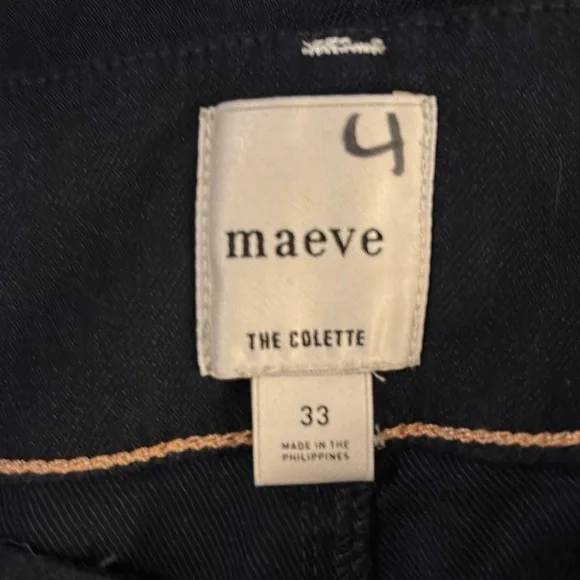 4
maeve
THE COLETTE
33
MADE IN THE
PHILIPPINES